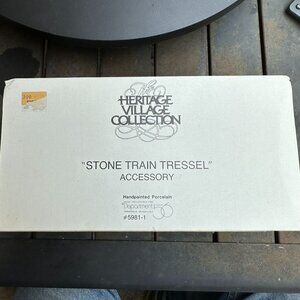 The
HERITAGE
VILLAGE
COLLECTION
"STONE TRAIN TRESSEL"
ACCESSORY
Handpainted Porcelain
Department 56
#5981-1